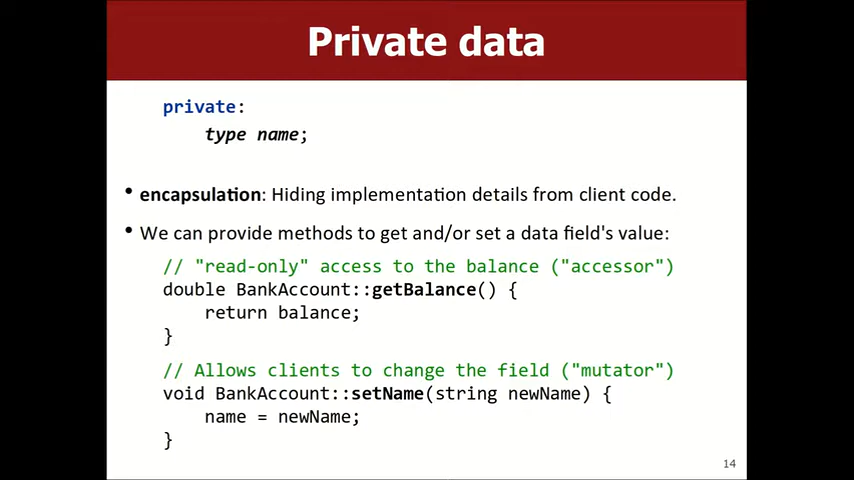 Private data
private:
type name;
• encapsulation: Hiding implementation details from client code.
• We can provide methods to get and/or set a data field's value:
// "read-only" access to the balance ("accessor")
double BankAccount::getBalance() {
return balance;
}
// Allows clients to change the field ("mutator")
void BankAccount::setName(string newName) {
name = newName;
}
14